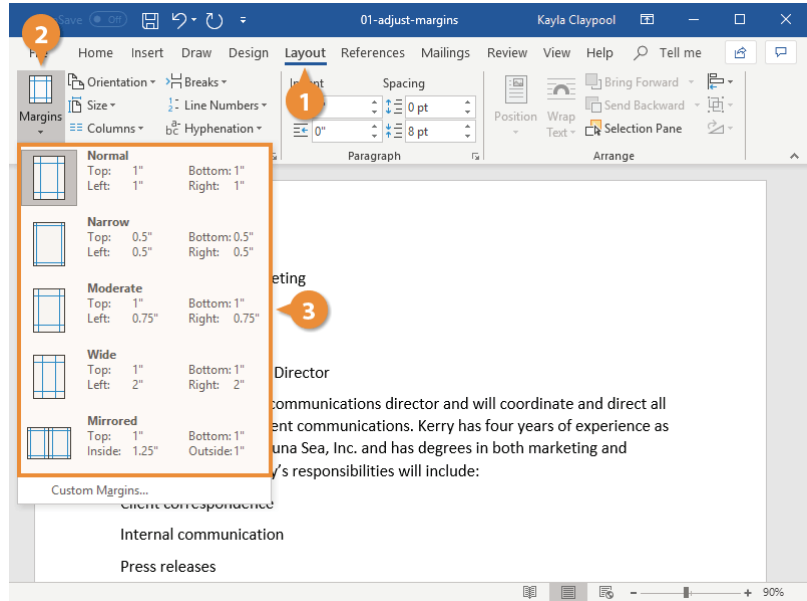 Save Off 01-adjust-margins Kayla Claypool
2
Home Insert Draw Design Layout References Mailings Review View Help Tell me
Margins
Orientation Breaks Indent Spacing Position Wrap Text Bring Forward
1
Size Line Numbers 0 pt Send Backward
Columns Hyphenation 0" 8 pt Selection Pane
Paragraph Arrange
Normal
Top: 1" Bottom: 1"
Left: 1" Right: 1"
Narrow
Top: 0.5" Bottom: 0.5"
Left: 0.5" Right: 0.5"
Moderate
Top: 1" Bottom: 1"
Left: 0.75" Right: 0.75"
3
Wide
Top: 1" Bottom: 1"
Left: 2" Right: 2"
Mirrored
Top: 1" Bottom: 1"
Inside: 1.25" Outside: 1"
Custom Margins...
eting
Director
communications director and will coordinate and direct all
ent communications. Kerry has four years of experience as
una Sea, Inc. and has degrees in both marketing and
y's responsibilities will include:
Client correspondence
Internal communication
Press releases
90%